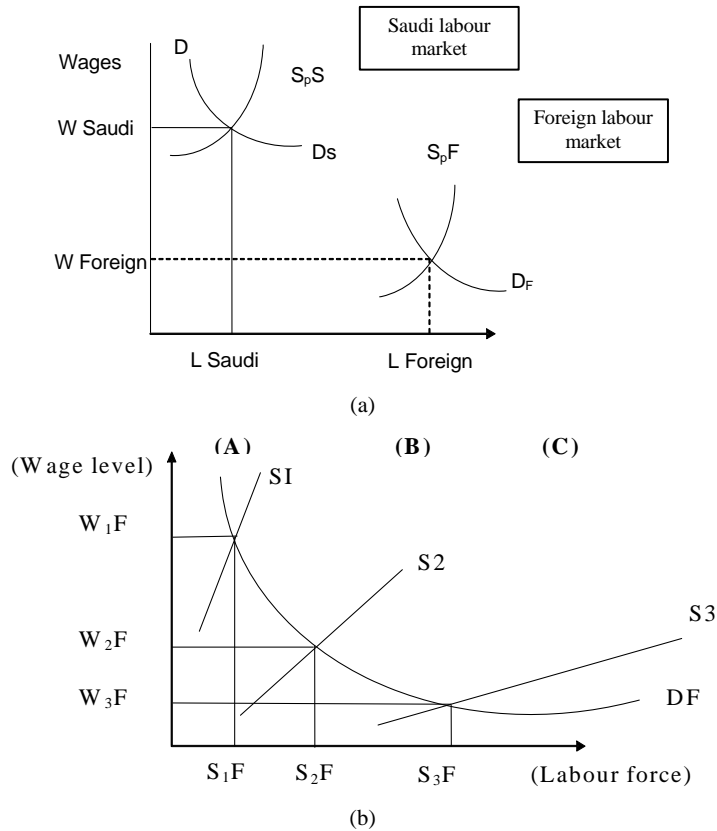 Saudi labour
market
D
Wages
SₚS
W Saudi
Foreign labour
market
Ds
SₚF
W Foreign
D_F
L Saudi L Foreign
(a)
(A) (B) (C)
(Wage level)
SI
W₁F
S2
S3
W₂F
W₃F
DF
S₁F S₂F S₃F (Labour force)
(b)